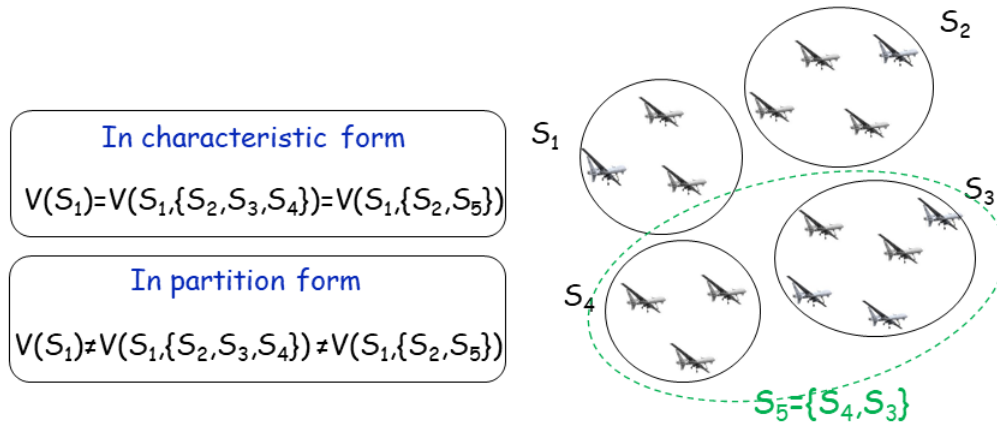 In characteristic form
V(S₁)=V(S₁,{S₂,S₃,S₄})=V(S₁,{S₂,S₅})
In partition form
V(S₁)≠V(S₁,{S₂,S₃,S₄}) ≠V(S₁,{S₂,S₅})
S₂
S₁
S₃
S₄
S₅={S₄,S₃}